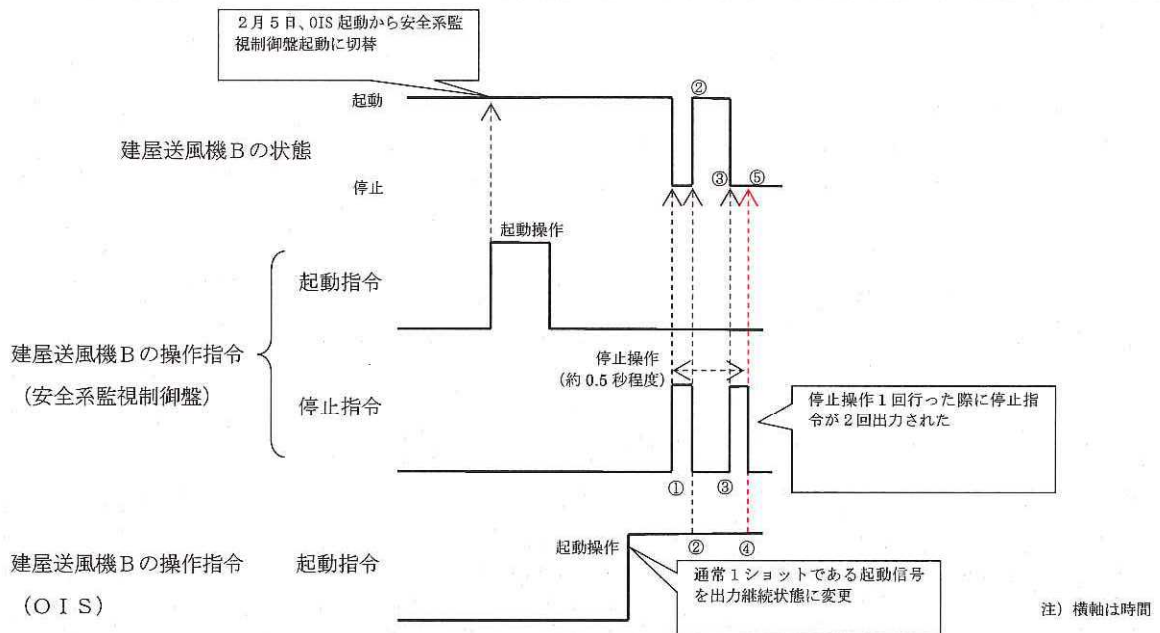 2月5日、OIS 起動から安全系監
視制御盤起動に切替
起動
②
建屋送風機Bの状態
停止
③
⑤
起動操作
起動指令
建屋送風機Bの操作指令
(安全系監視制御盤)
停止操作
(約 0.5 秒程度)
停止指令
停止操作1回行った際に停止指
令が2回出力された
①
③
建屋送風機Bの操作指令
(OIS)
起動指令
起動操作
②
④
通常1ショットである起動信号
を出力継続状態に変更
注）横軸は時間